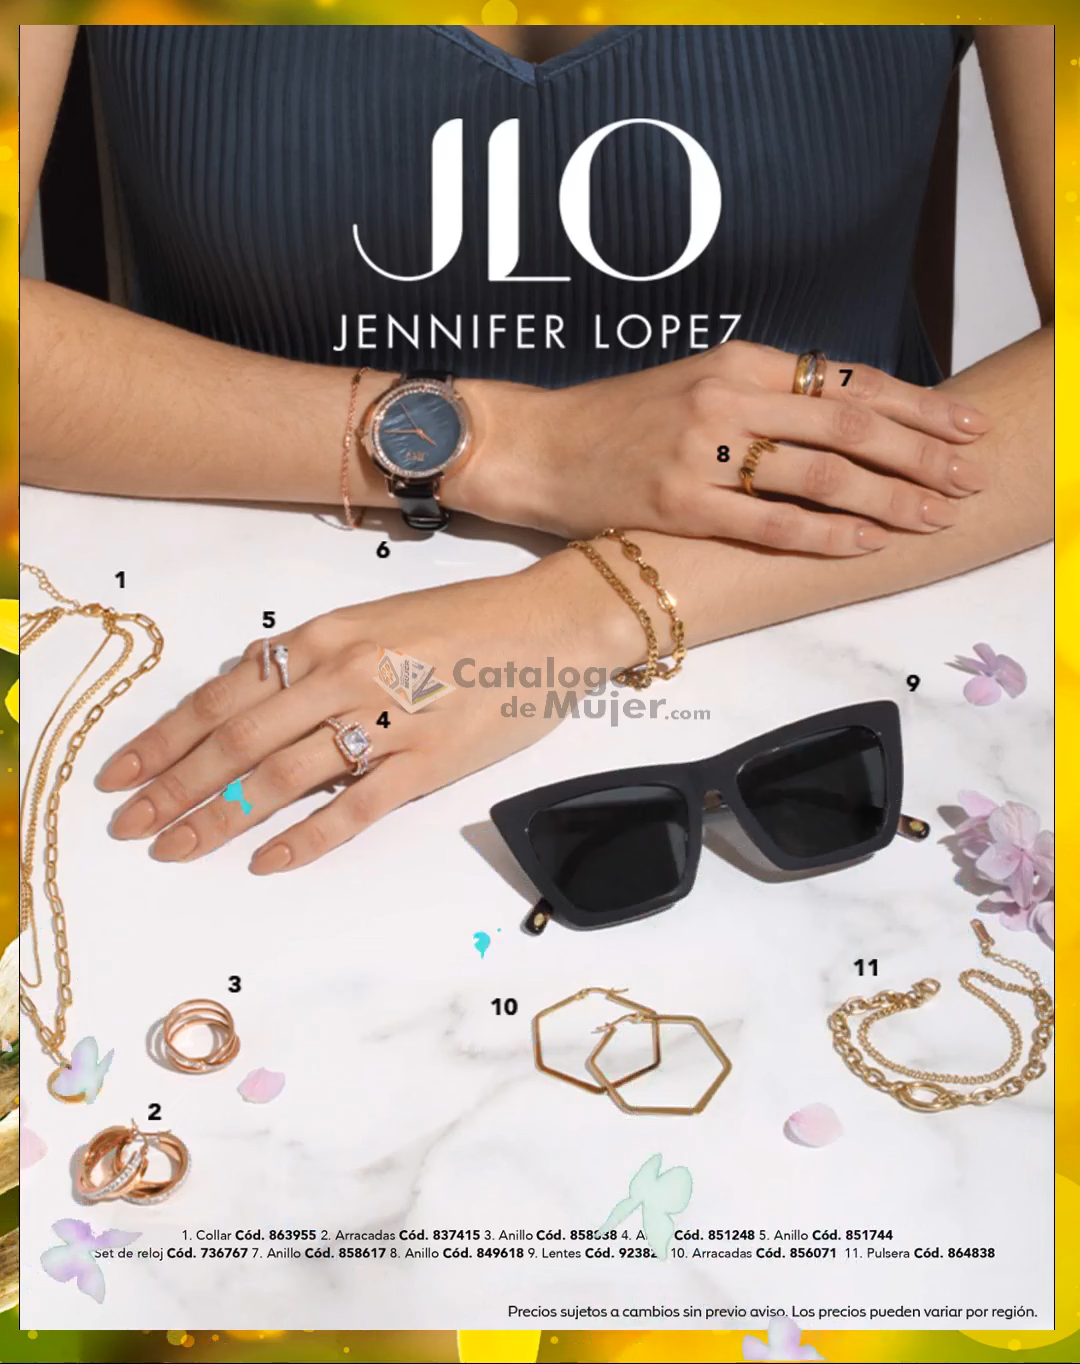 JLO
JENNIFER LOPEZ
7
8
6
1
5
4
Catalogo
de Mujer.com
9
3
10
11
2
1. Collar Cód. 863955 2. Arracadas Cód. 837415 3. Anillo Cód. 4. Cód. 851248 5. Anillo Cód. 851744
Set de reloj Cód. 736767 7. Anillo Cód. 858617 8. Anillo Cód. 849618 9. Lentes Cód. 10. Arracadas Cód. 856071 11. Pulsera Cód. 864838
Precios sujetos a cambios sin previo aviso. Los precios pueden variar por región.